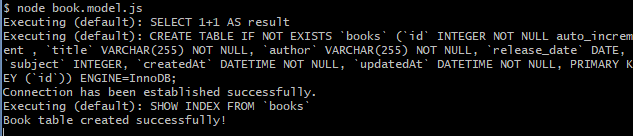 $ node book.model.js
Executing (default): SELECT 1+1 AS result
Executing (default): CREATE TABLE IF NOT EXISTS `books` (`id` INTEGER NOT NULL auto_increm
ent , `title` VARCHAR(255) NOT NULL, `author` VARCHAR(255) NOT NULL, `release_date` DATE,
`subject` INTEGER, `createdAt` DATETIME NOT NULL, `updatedAt` DATETIME NOT NULL, PRIMARY K
EY (`id`)) ENGINE=InnoDB;
Connection has been established successfully.
Executing (default): SHOW INDEX FROM `books`
Book table created successfully!